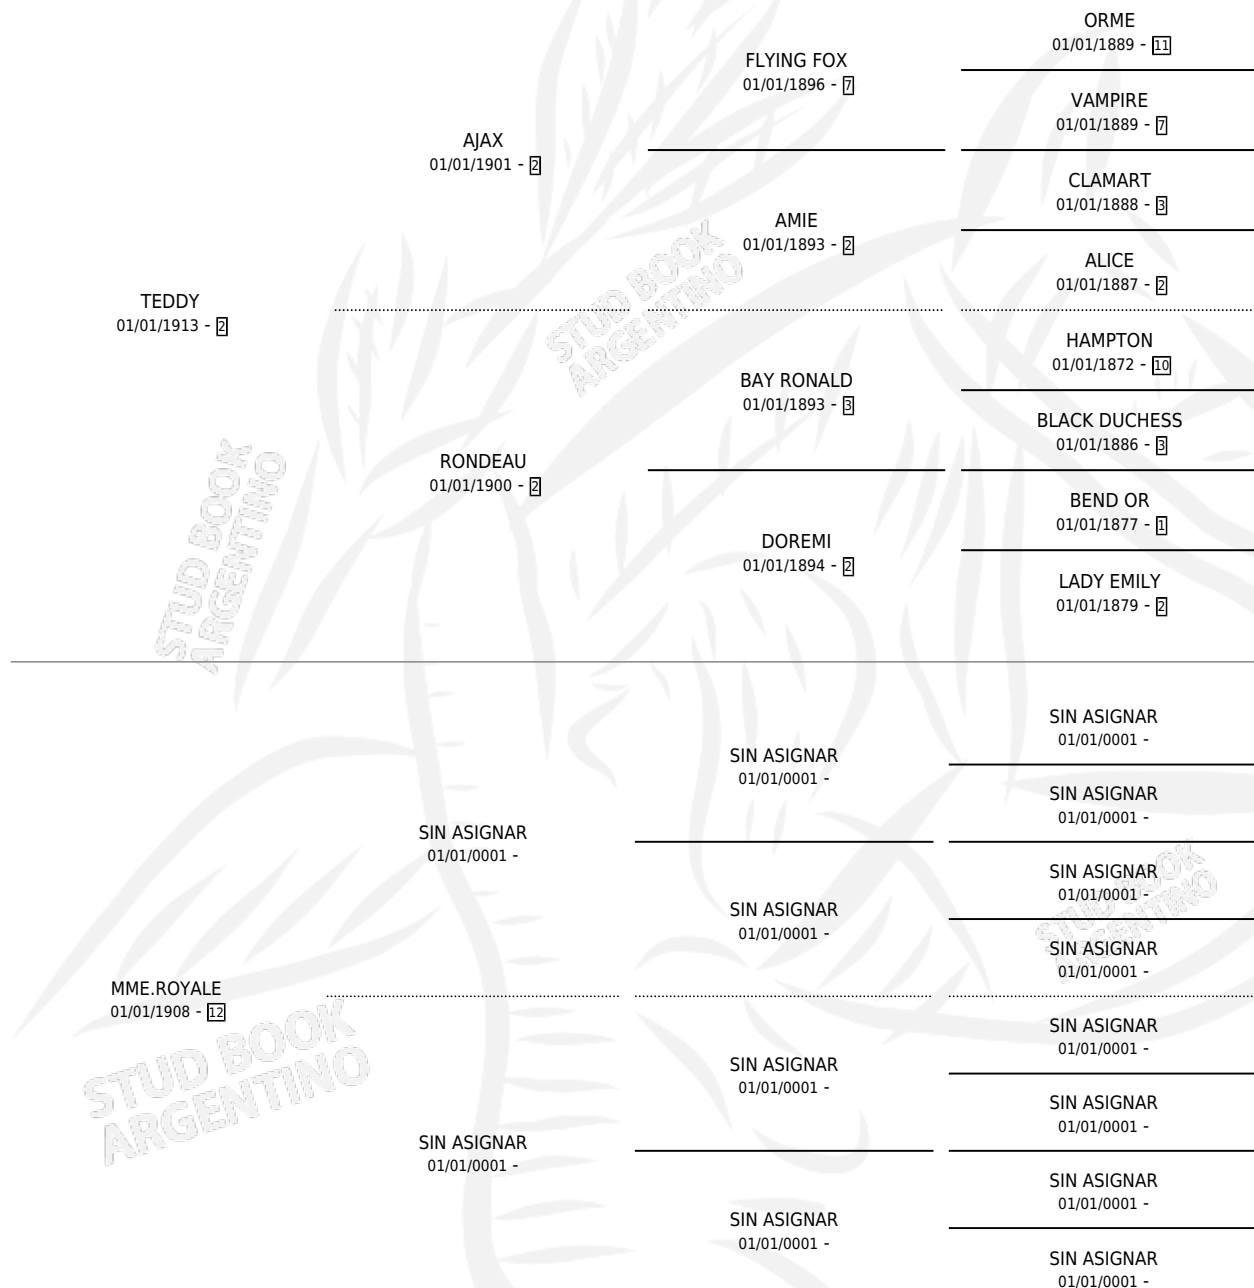 ORME
01/01/1889 - 11
FLYING FOX
01/01/1896 - 7
VAMPIRE
01/01/1889 - 7
AJAX
01/01/1901 - 2
CLAMART
01/01/1888 - 3
AMIE
01/01/1893 - 2
ALICE
01/01/1887 - 2
TEDDY
01/01/1913 - 2
STUD BOOK
ARGENTINO
HAMPTON
01/01/1872 - 10
BAY RONALD
01/01/1893 - 3
BLACK DUCHESS
01/01/1886 - 3
RONDEAU
01/01/1900 - 2
BEND OR
01/01/1877 - 1
DOREMI
01/01/1894 - 2
LADY EMILY
01/01/1879 - 2
STUD BOOK
ARGENTINO
SIN ASIGNAR
01/01/0001 -
SIN ASIGNAR
01/01/0001 -
SIN ASIGNAR
01/01/0001 -
SIN ASIGNAR
01/01/0001 -
SIN ASIGNAR
01/01/0001 -
SIN ASIGNAR
01/01/0001 -
SIN ASIGNAR
01/01/0001 -
STUD BOOK
ARGENTINO
MME.ROYALE
01/01/1908 - 12
SIN ASIGNAR
01/01/0001 -
SIN ASIGNAR
01/01/0001 -
SIN ASIGNAR
01/01/0001 -
STUD BOOK
ARGENTINO
SIN ASIGNAR
01/01/0001 -
SIN ASIGNAR
01/01/0001 -
SIN ASIGNAR
01/01/0001 -
SIN ASIGNAR
01/01/0001 -